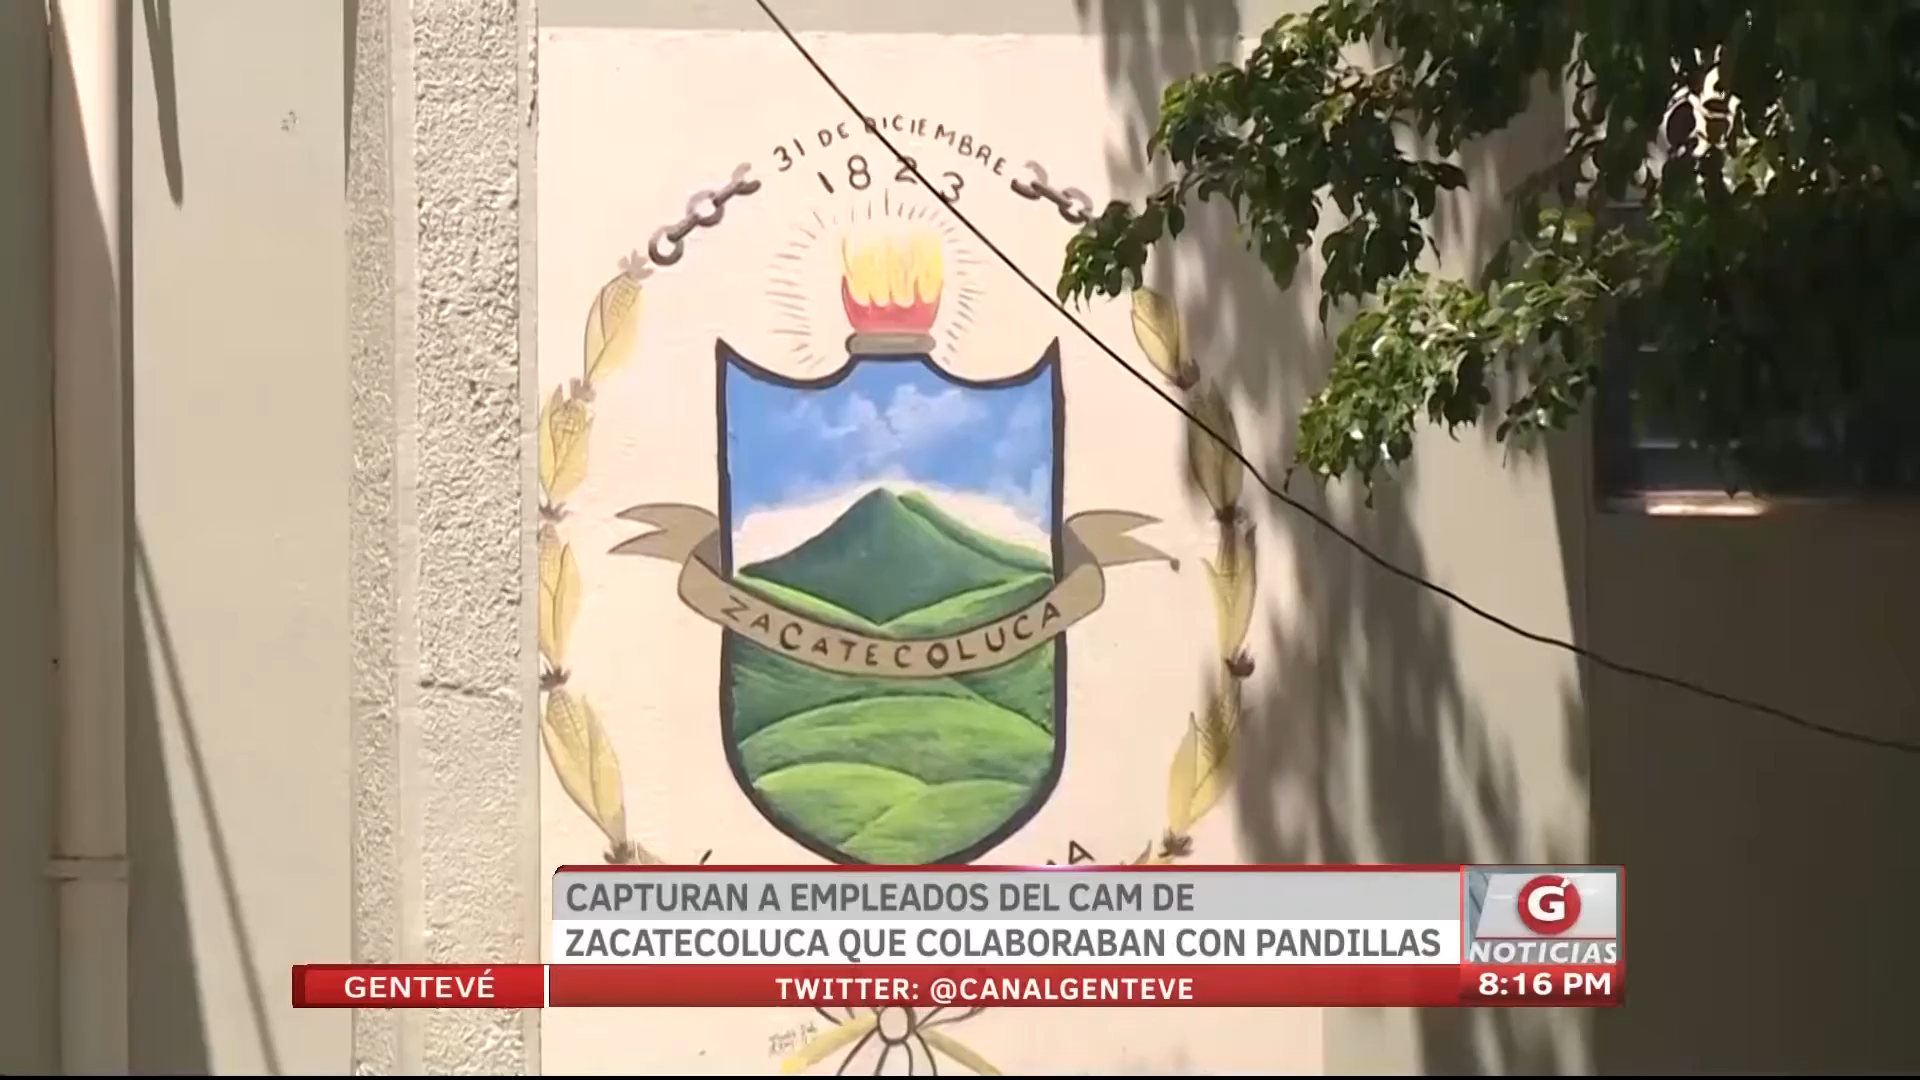 31 DE DICIEMBRE
1823
ZACATECOLUCA
CAPTURAN A EMPLEADOS DEL CAM DE
ZACATECOLUCA QUE COLABORABAN CON PANDILLAS
Ǵ
NOTICIAS
GENTEVÉ
TWITTER: @CANALGENTEVE
8:16 PM